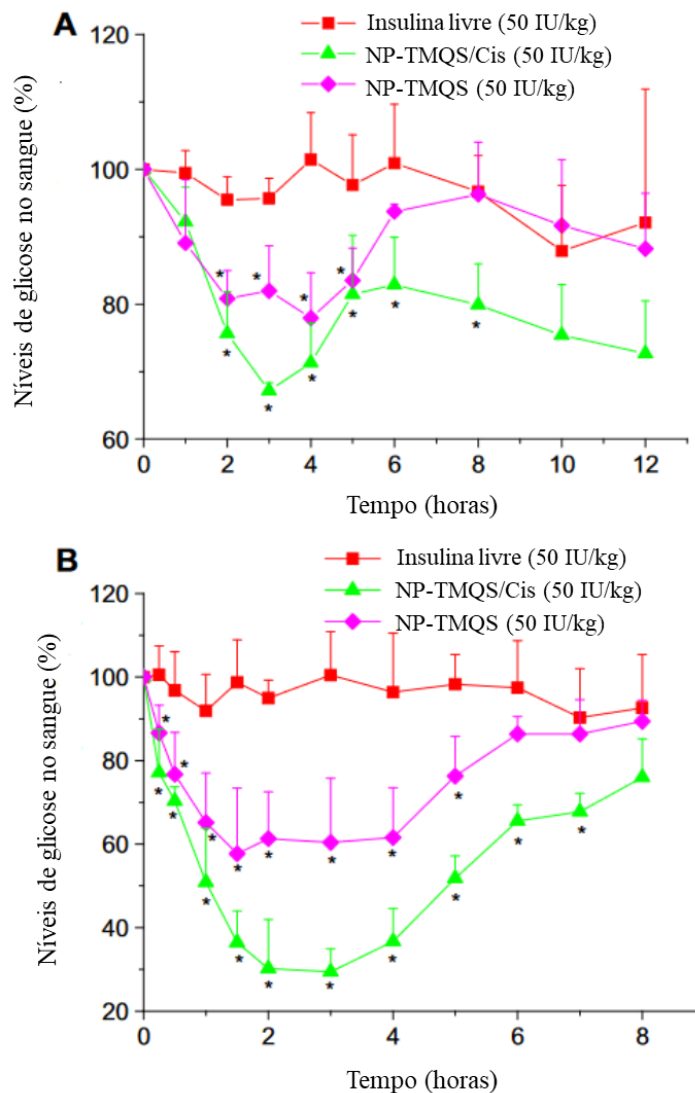 A
Insulina livre (50 IU/kg)
NP-TMQS/Cis (50 IU/kg)
NP-TMQS (50 IU/kg)
Níveis de glicose no sangue (%)
120
100
80
60
* * * *
* * * * * *
0 2 4 6 8 10 12
Tempo (horas)
B
Insulina livre (50 IU/kg)
NP-TMQS/Cis (50 IU/kg)
NP-TMQS (50 IU/kg)
Níveis de glicose no sangue (%)
120
100
80
60
40
20
* * * * * * * *
* * * * * * * * * *
0 2 4 6 8
Tempo (horas)